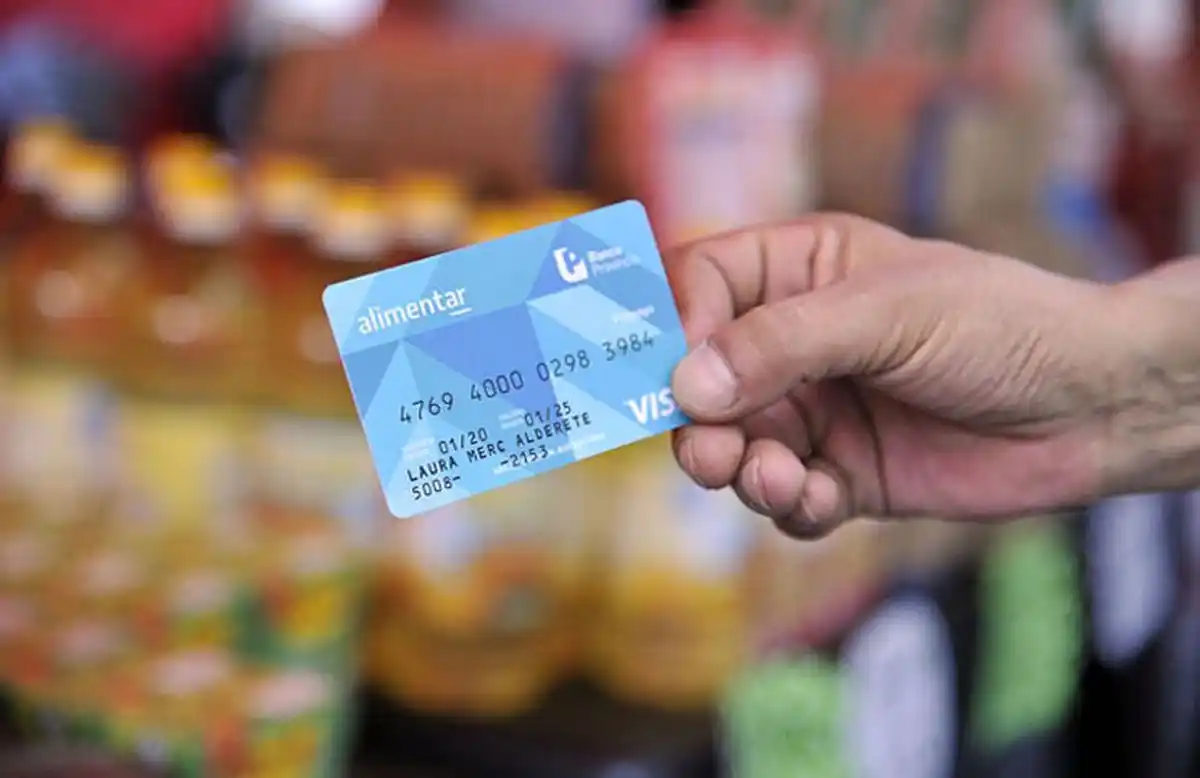 alimentar
Banco
Provincia
4769 4000 0298 3984
VIS
01/20 01/25
LAURA MERC ALDERETE
5008- -2153